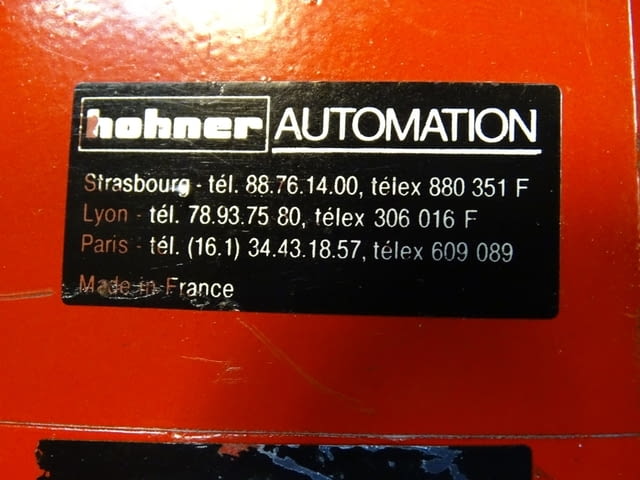 hohner AUTOMATION
Strasbourg - tél. 88.76.14.00, télex 880 351 F
Lyon - tél. 78.93.75 80, télex 306 016 F
Paris - tél. (16.1) 34.43.18.57, télex 609 089
Made in France